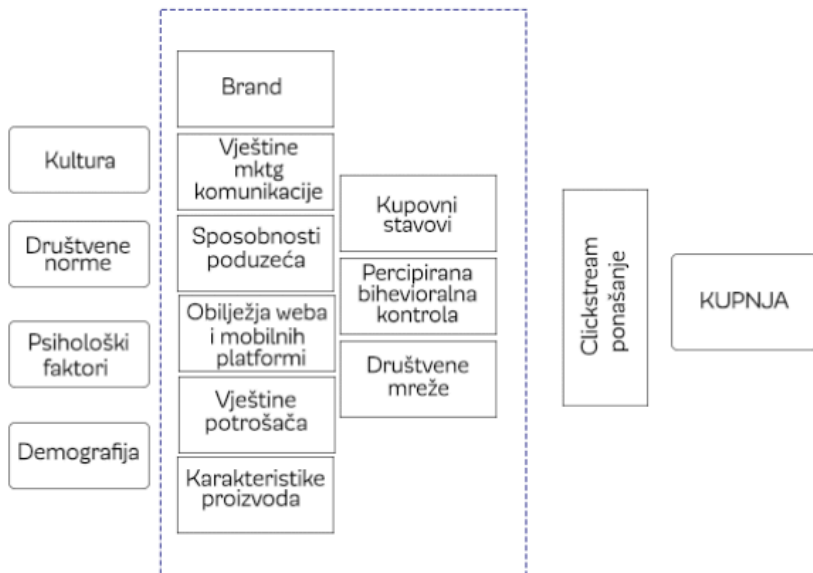 Kultura
Društvene
norme
Psihološki
faktori
Demografija
Brand
Vještine
mktg
komunikacije
Sposobnosti
poduzeća
Obilježja weba
i mobilnih
platformi
Vještine
potrošača
Karakteristike
proizvoda
Kupovni
stavovi
Percipirana
bihevioralna
kontrola
Društvene
mreže
Clickstream
ponašanje
KUPNJA